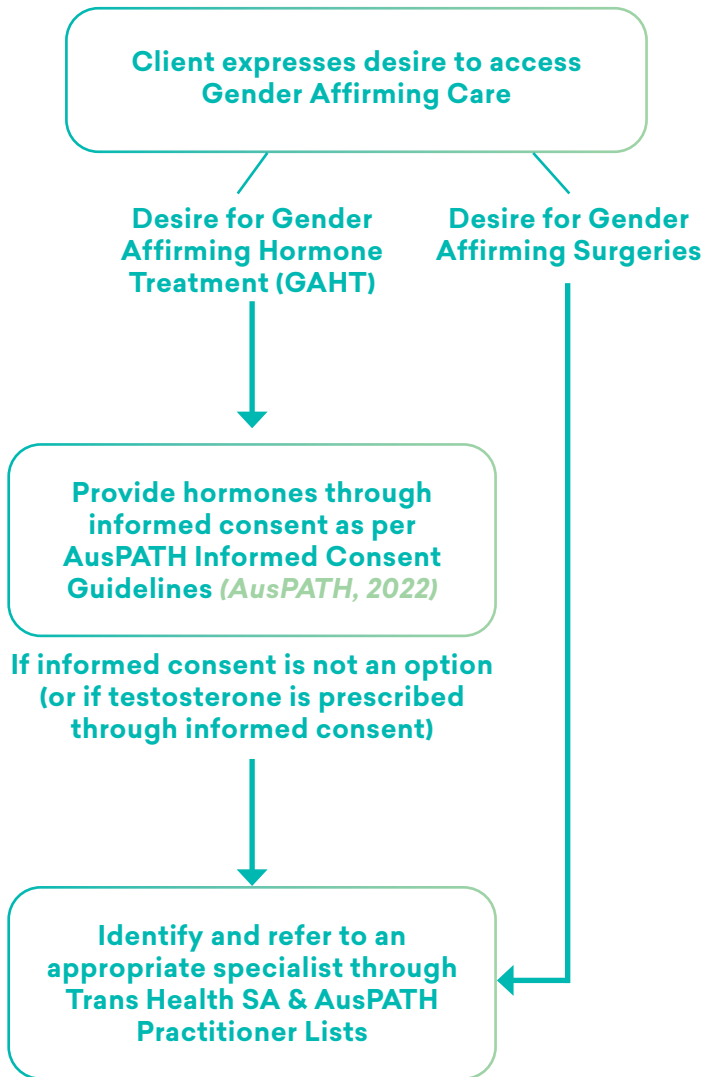 Client expresses desire to access
Gender Affirming Care
Desire for Gender
Affirming Hormone
Treatment (GAHT)
Desire for Gender
Affirming Surgeries
Provide hormones through
informed consent as per
AusPATH Informed Consent
Guidelines (AusPATH, 2022)
If informed consent is not an option
(or if testosterone is prescribed
through informed consent)
Identify and refer to an
appropriate specialist through
Trans Health SA & AusPATH
Practitioner Lists